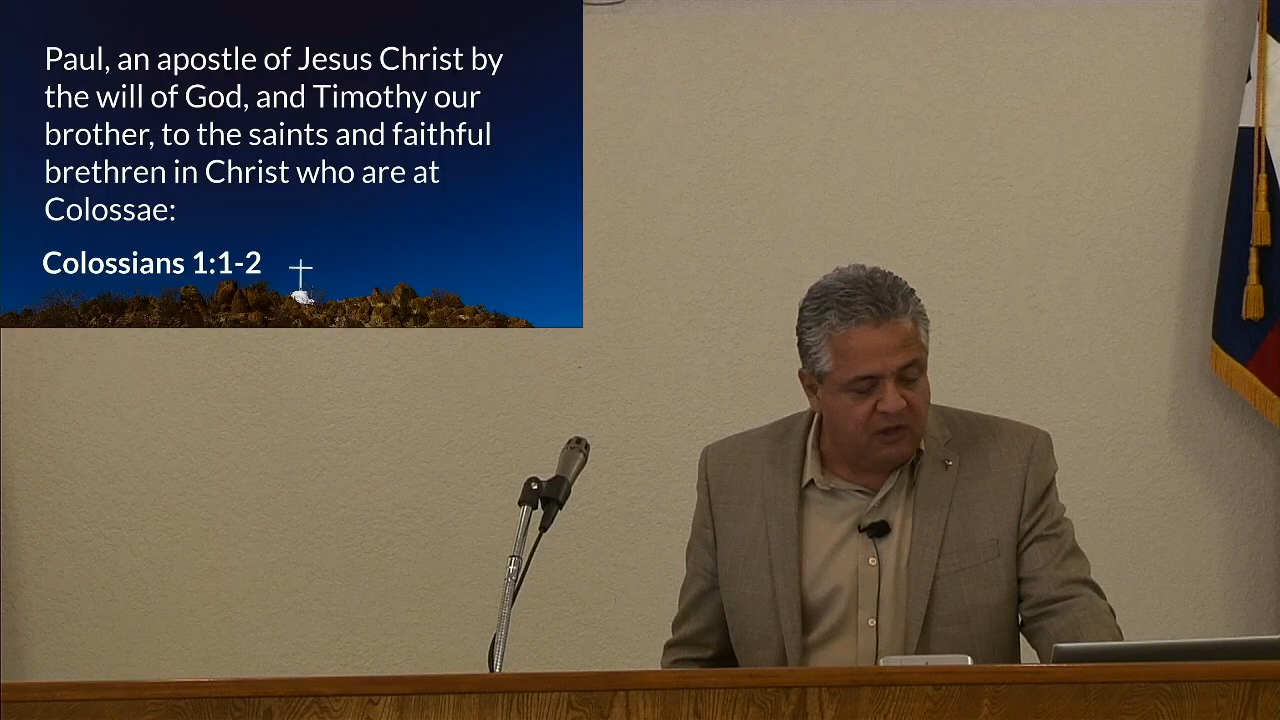 Paul, an apostle of Jesus Christ by
the will of God, and Timothy our
brother, to the saints and faithful
brethren in Christ who are at
Colossae:
Colossians 1:1-2